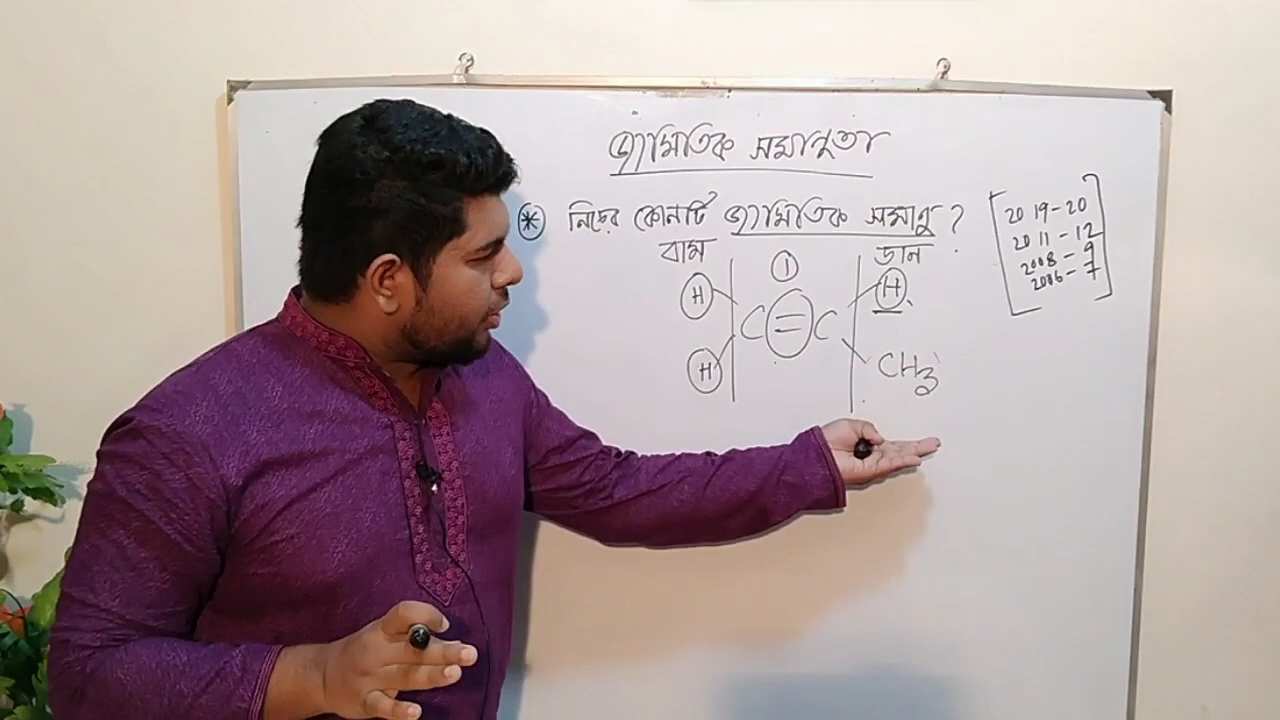 জ্যামিতিক সমানুতা
* নিচের কোনটি জ্যামিতিক সমানু ?
[2019-20
2011-12
2008-9
2006-7]
বাম ডান
1
H H
C = C
H CH3